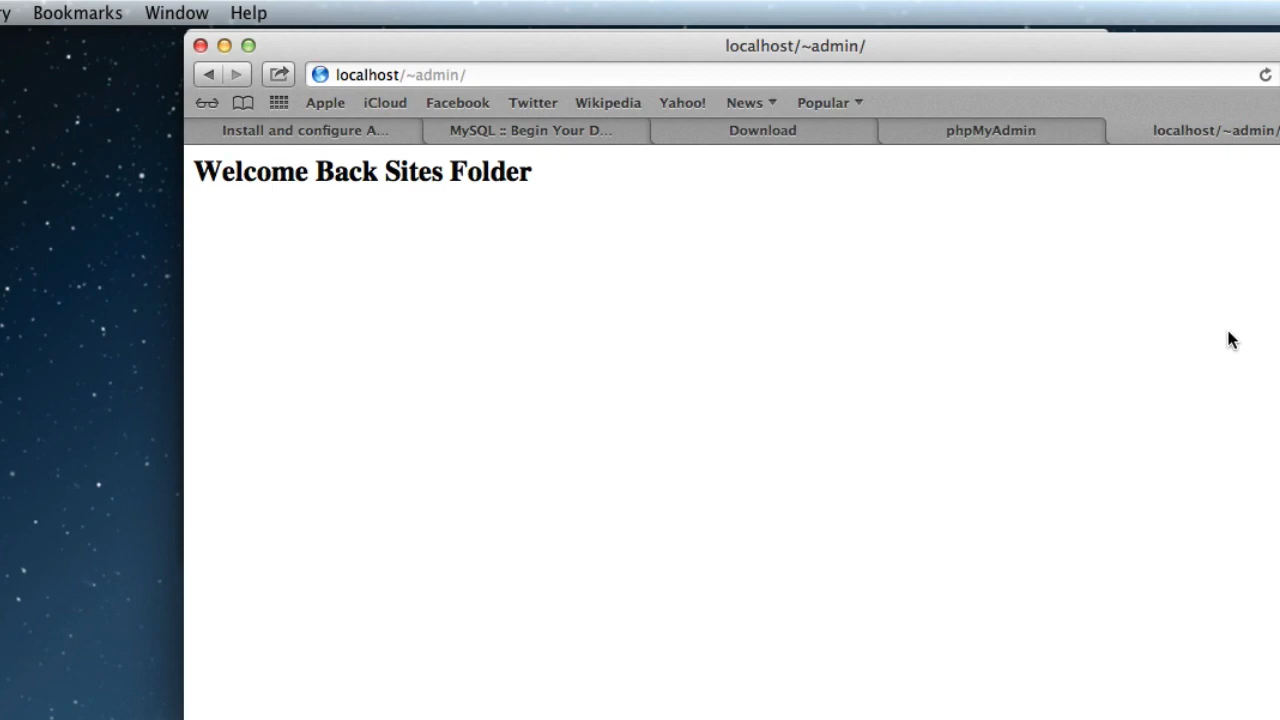 ry Bookmarks Window Help
localhost/~admin/
localhost/~admin/
Apple iCloud Facebook Twitter Wikipedia Yahoo! News Popular
Install and configure A... MySQL :: Begin Your D... Download phpMyAdmin localhost/~admin/
Welcome Back Sites Folder